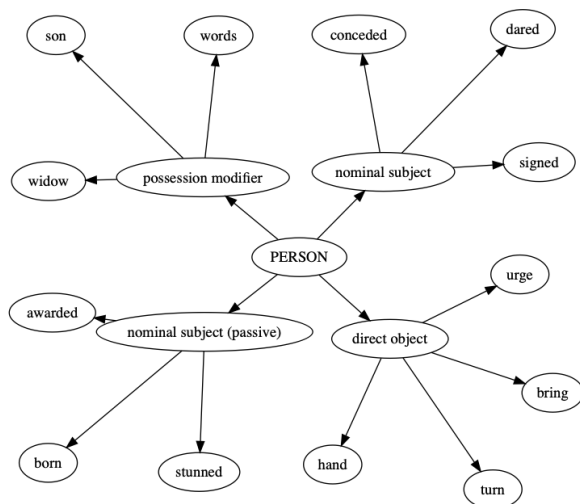 son
words
conceded
dared
widow
possession modifier
nominal subject
signed
PERSON
awarded
nominal subject (passive)
direct object
urge
bring
born
stunned
hand
turn